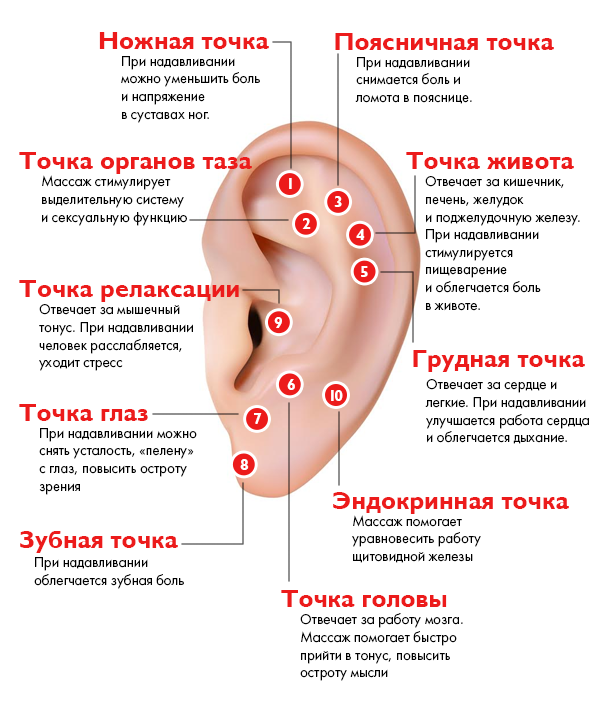 Ножная точка
При надавливании
можно уменьшить боль
и напряжение
в суставах ног.
Поясничная точка
При надавливании
снимается боль и
ломота в пояснице.
Точка органов таза
Массаж стимулирует
выделительную систему
и сексуальную функцию
Точка живота
Отвечает за кишечник,
печень, желудок
и поджелудочную железу.
При надавливании
стимулируется
пищеварение
и облегчается боль
в животе.
1
2
3
4
5
Точка релаксации
Отвечает за мышечный
тонус. При надавливании
человек расслабляется,
уходит стресс
9
Грудная точка
Отвечает за сердце и
легкие. При надавливании
улучшается работа сердца
и облегчается дыхание.
6
10
Точка глаз
При надавливании можно
снять усталость, «пелену»
с глаз, повысить остроту
зрения
7
8
Эндокринная точка
Массаж помогает
уравновесить работу
щитовидной железы
Зубная точка
При надавливании
облегчается зубная боль
Точка головы
Отвечает за работу мозга.
Массаж помогает быстро
прийти в тонус, повысить
остроту мысли